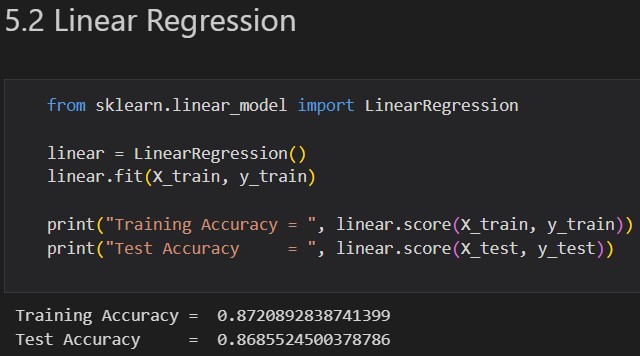 5.2 Linear Regression
from sklearn.linear_model import LinearRegression
linear = LinearRegression()
linear.fit(X_train, y_train)
print("Training Accuracy = ", linear.score(X_train, y_train))
print("Test Accuracy     = ", linear.score(X_test, y_test))
Training Accuracy =  0.8720892838741399
Test Accuracy     =  0.8685524500378786